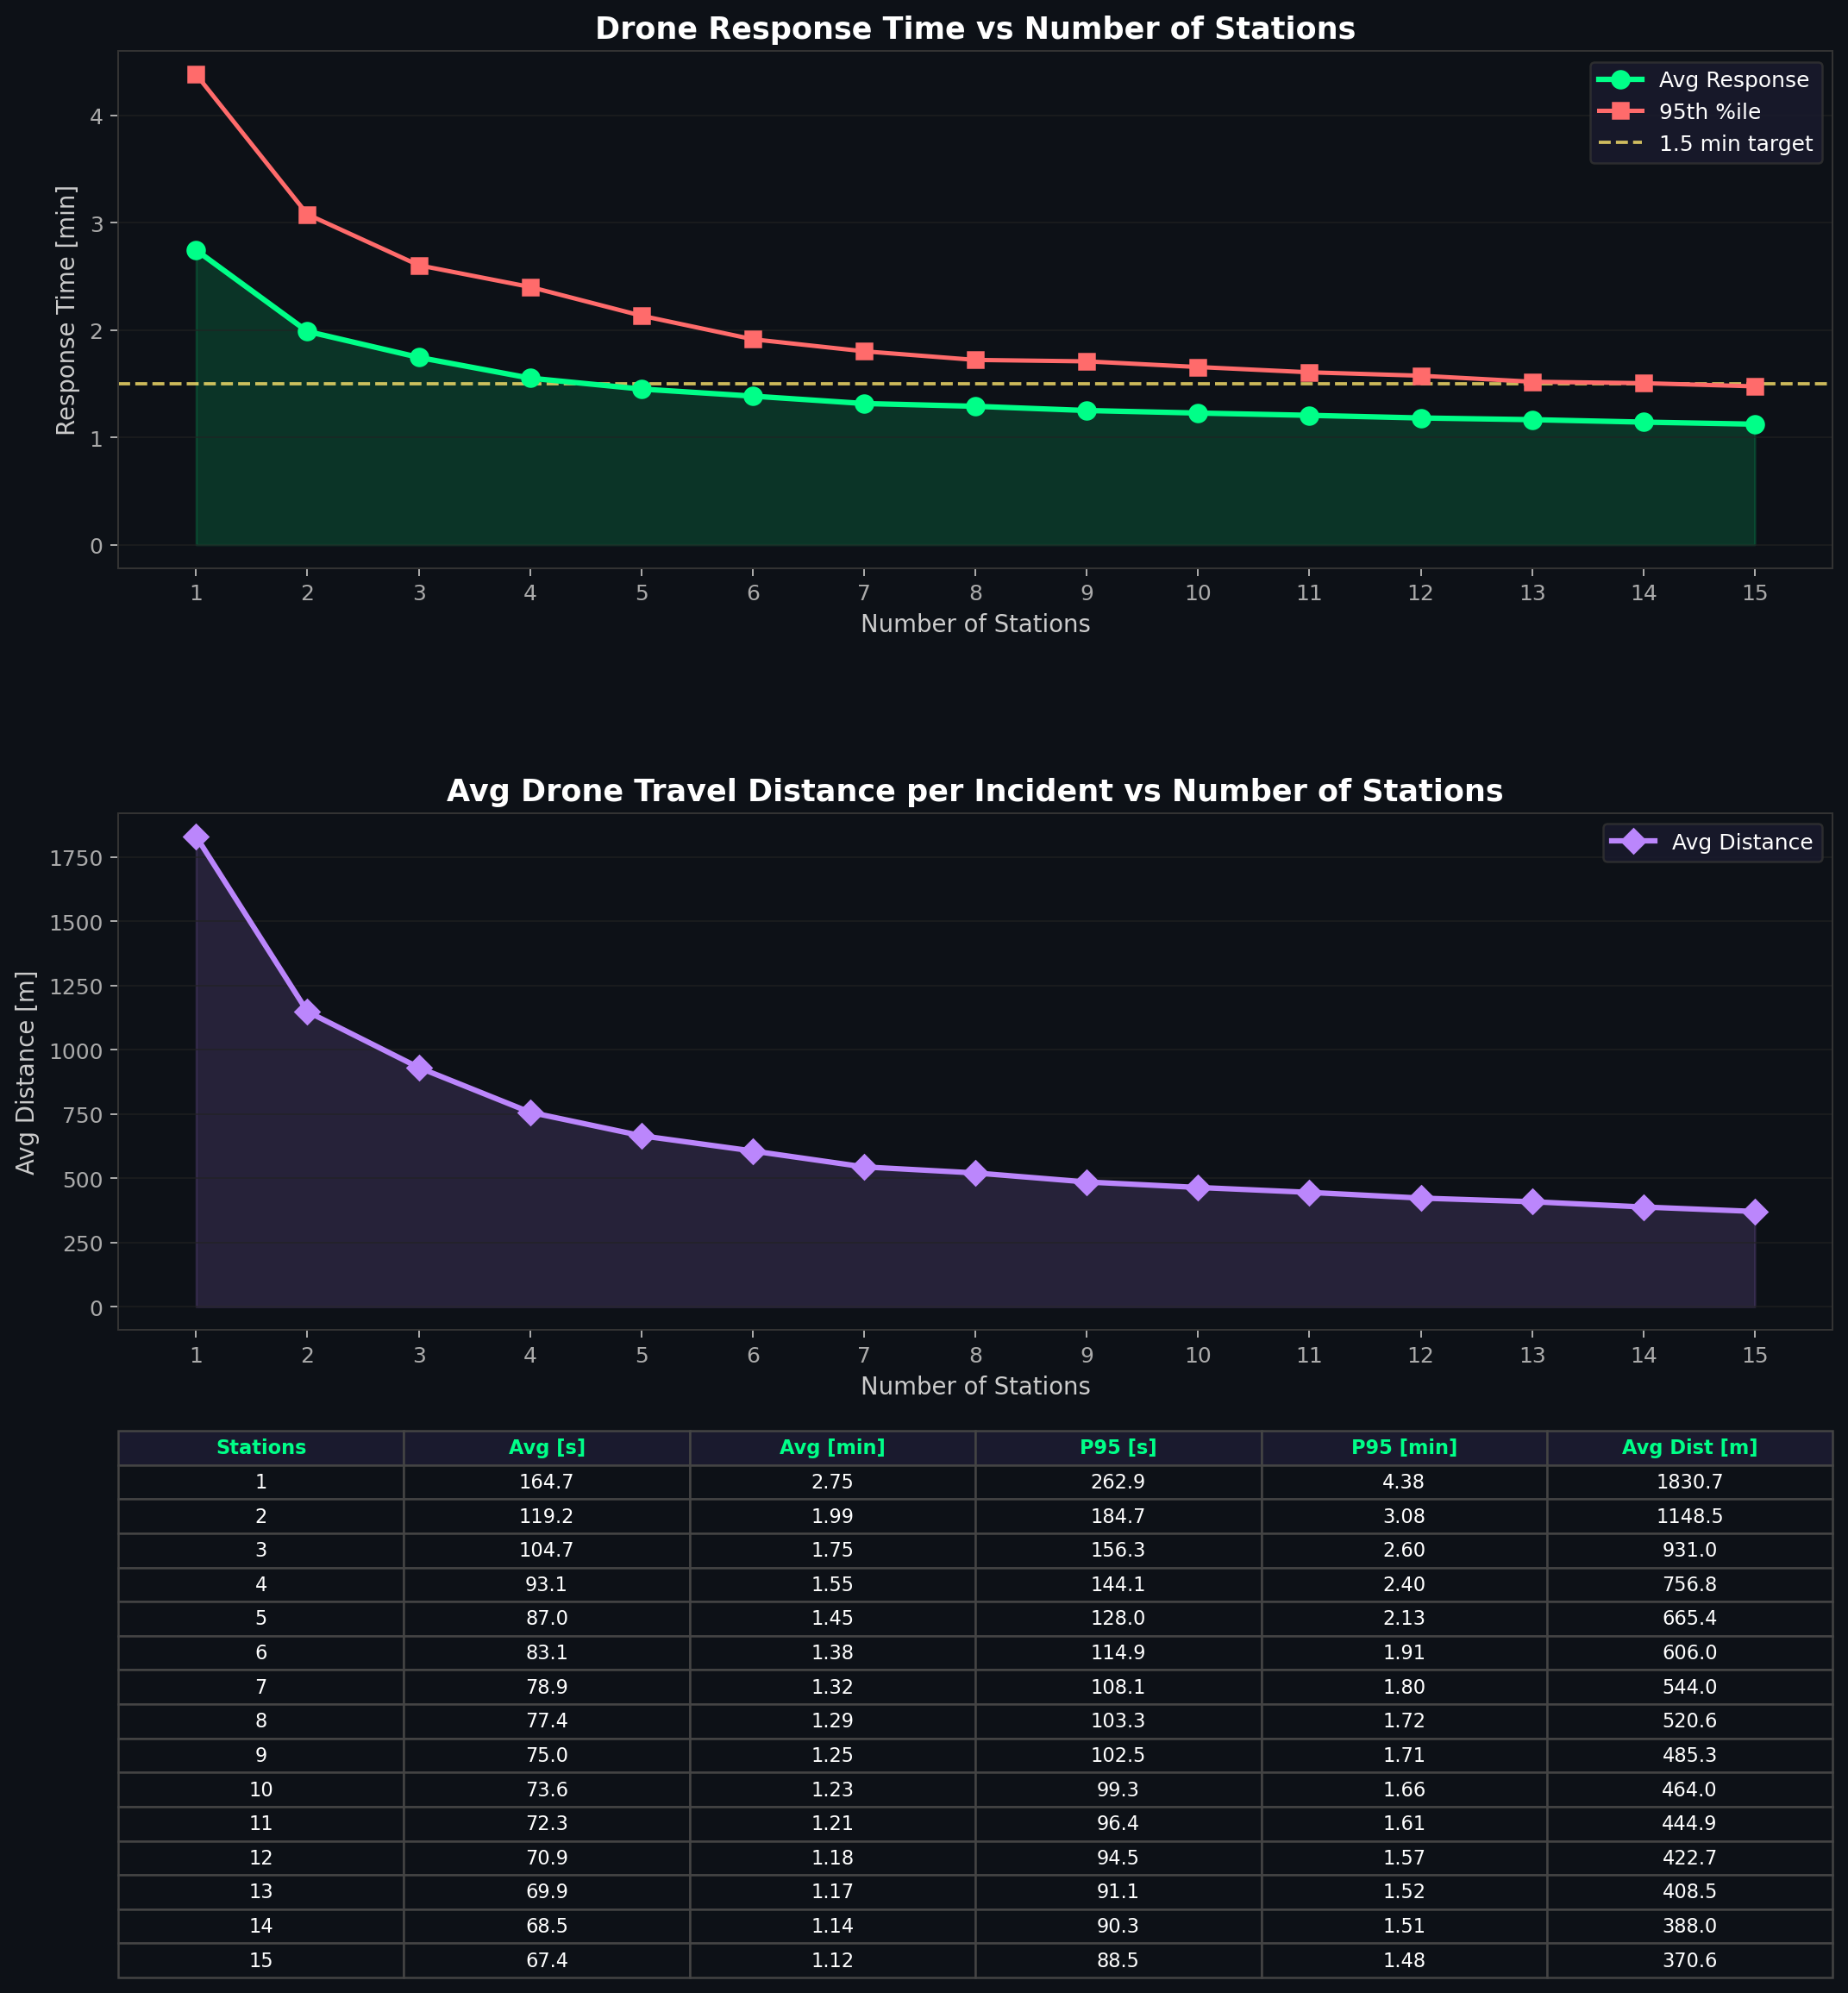 Drone Response Time vs Number of Stations
Avg Response
95th %ile
1.5 min target
Response Time [min]
4
3
2
1
0
1 2 3 4 5 6 7 8 9 10 11 12 13 14 15
Number of Stations
Avg Drone Travel Distance per Incident vs Number of Stations
Avg Distance
Avg Distance [m]
1750
1500
1250
1000
750
500
250
0
1 2 3 4 5 6 7 8 9 10 11 12 13 14 15
Number of Stations
Stations Avg [s] Avg [min] P95 [s] P95 [min] Avg Dist [m]
1 164.7 2.75 262.9 4.38 1830.7
2 119.2 1.99 184.7 3.08 1148.5
3 104.7 1.75 156.3 2.60 931.0
4 93.1 1.55 144.1 2.40 756.8
5 87.0 1.45 128.0 2.13 665.4
6 83.1 1.38 114.9 1.91 606.0
7 78.9 1.32 108.1 1.80 544.0
8 77.4 1.29 103.3 1.72 520.6
9 75.0 1.25 102.5 1.71 485.3
10 73.6 1.23 99.3 1.66 464.0
11 72.3 1.21 96.4 1.61 444.9
12 70.9 1.18 94.5 1.57 422.7
13 69.9 1.17 91.1 1.52 408.5
14 68.5 1.14 90.3 1.51 388.0
15 67.4 1.12 88.5 1.48 370.6